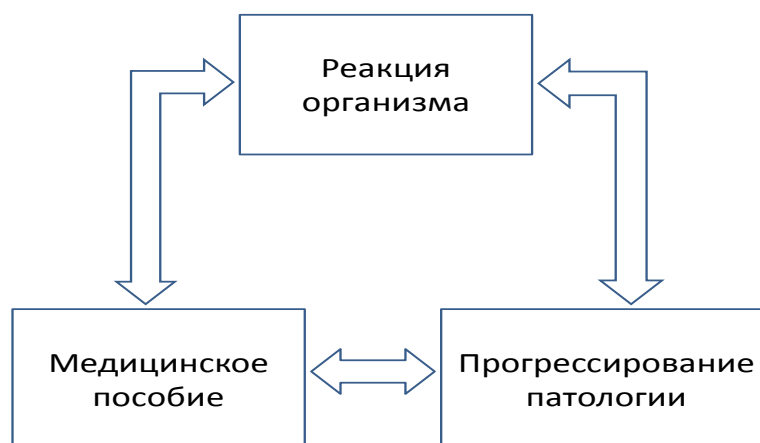 Реакция
организма
Медицинское
пособие
Прогрессирование
патологии